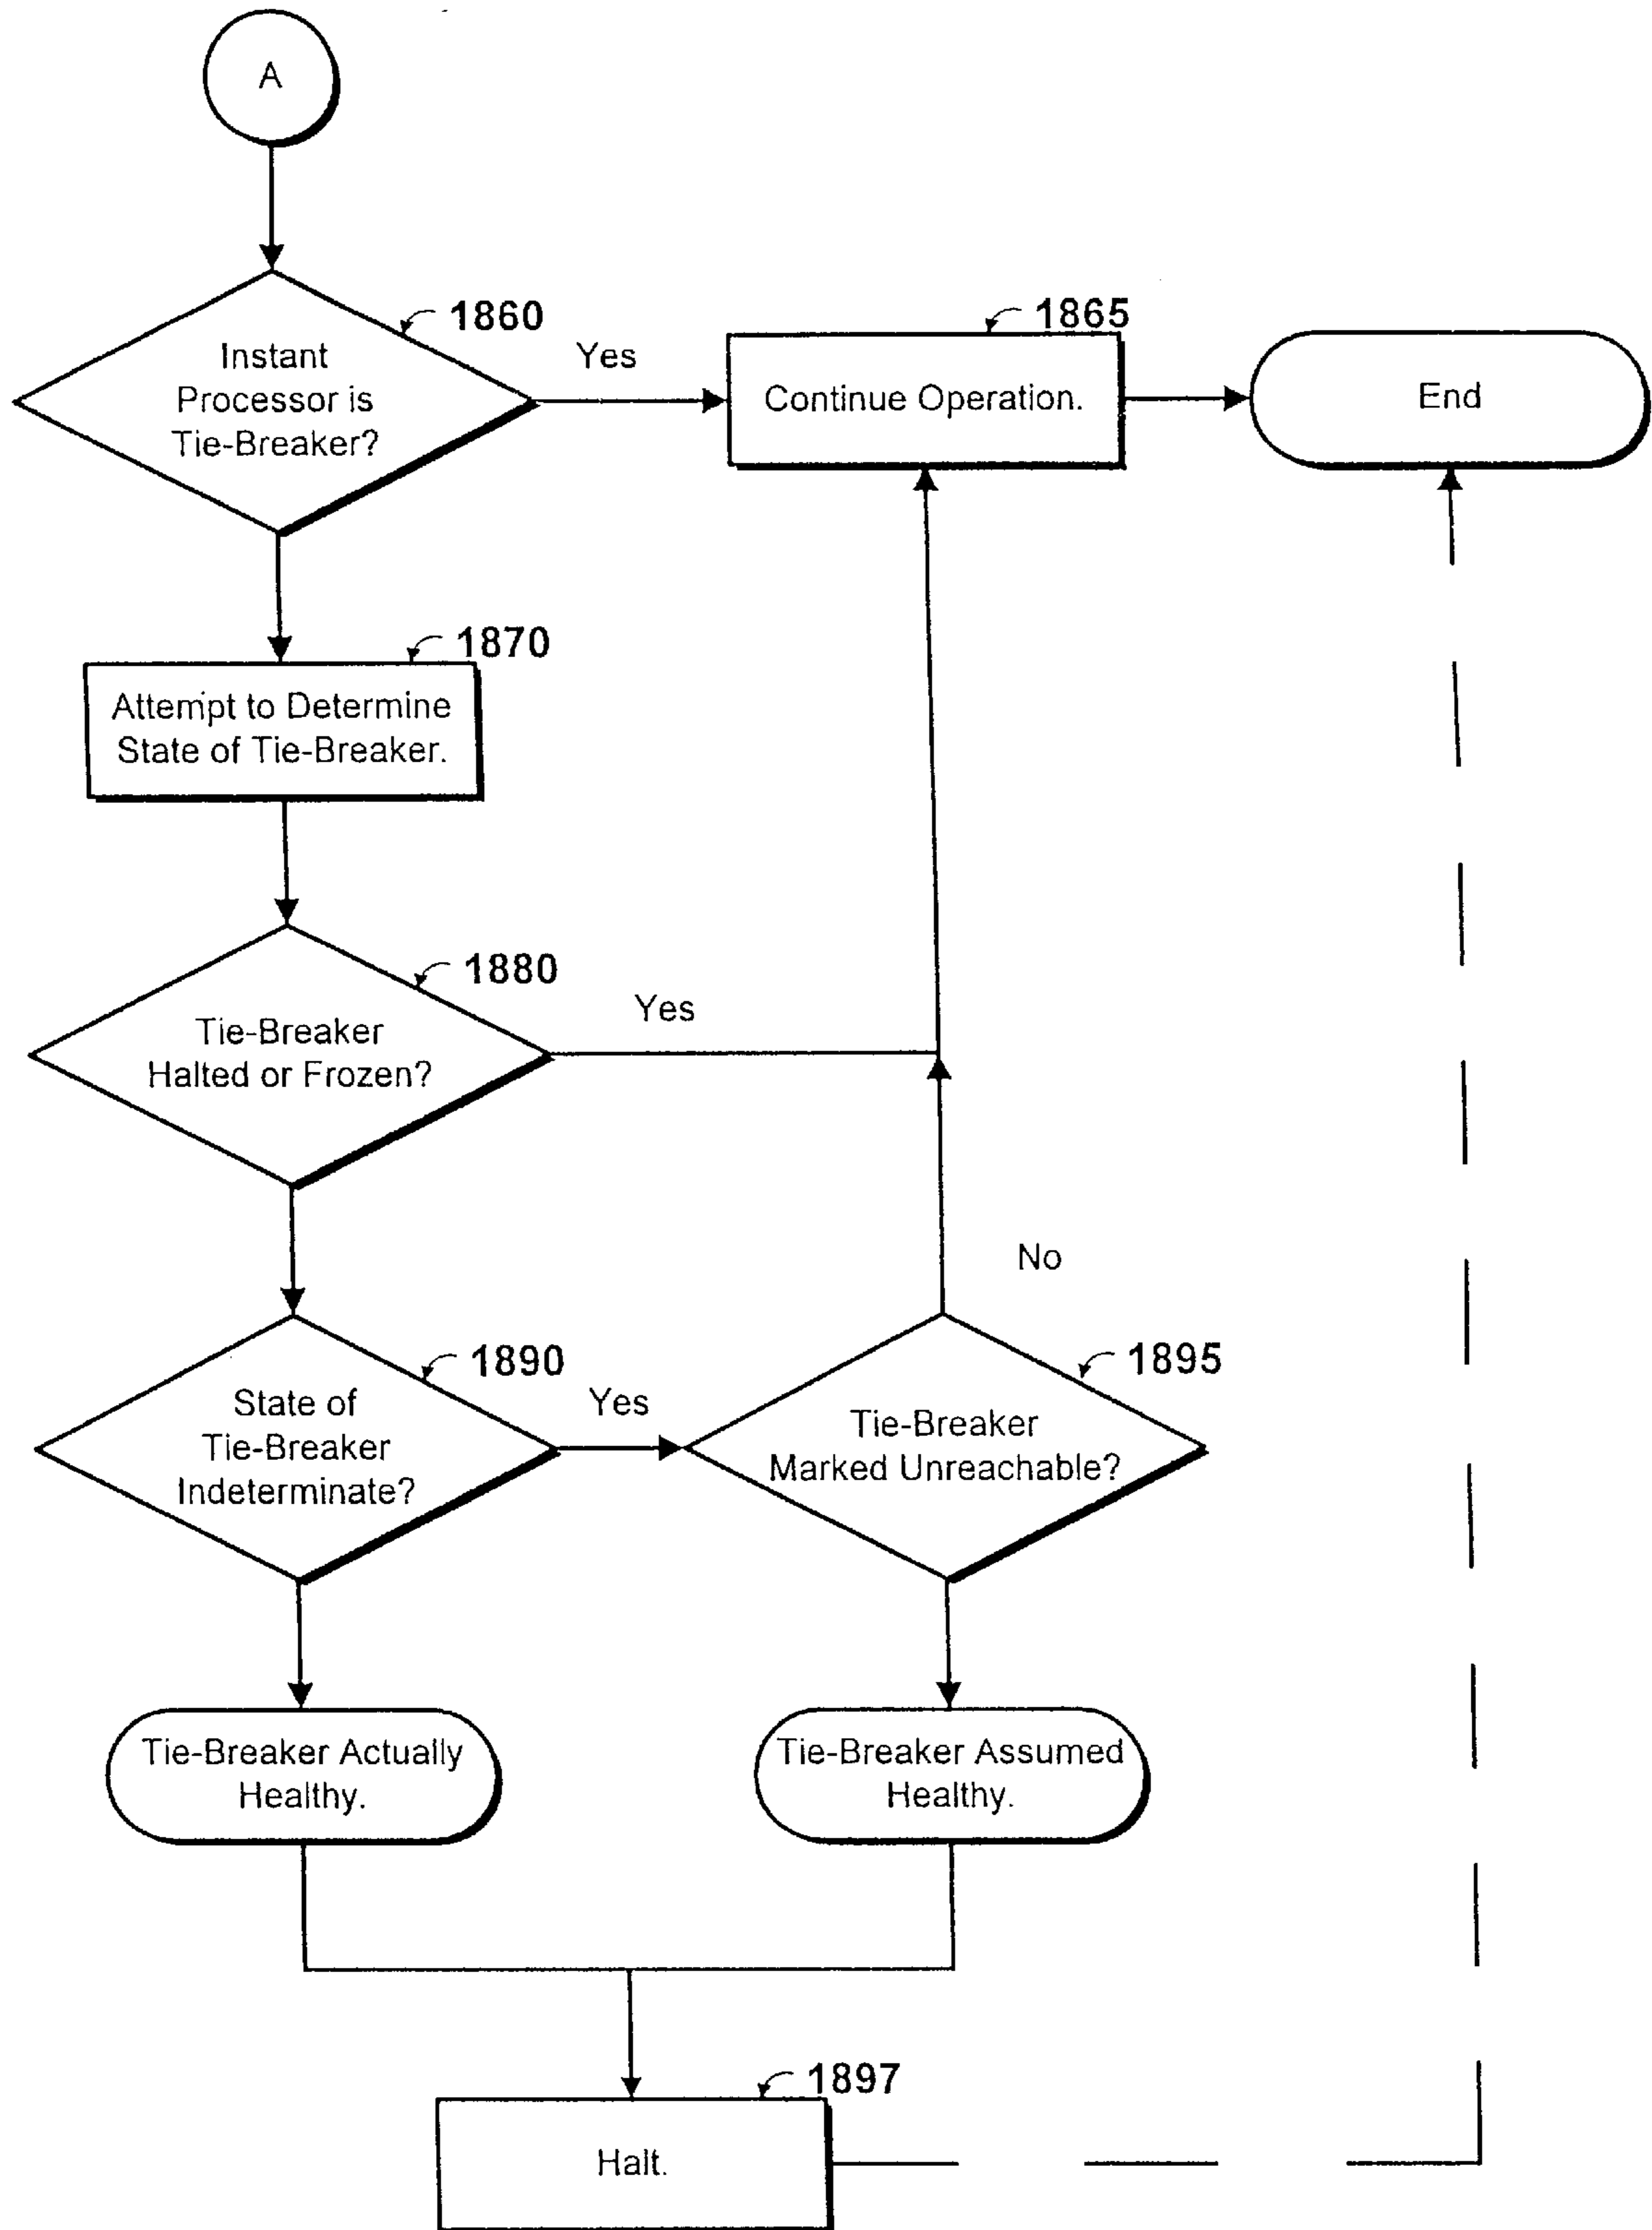 A
1860
Instant
Processor is
Tie-Breaker?
Yes
1865
Continue Operation.
End
1870
Attempt to Determine
State of Tie-Breaker.
1880
Tie-Breaker
Halted or Frozen?
Yes
No
1890
State of
Tie-Breaker
Indeterminate?
Yes
1895
Tie-Breaker
Marked Unreachable?
Tie-Breaker Actually
Healthy.
Tie-Breaker Assumed
Healthy.
1897
Halt.